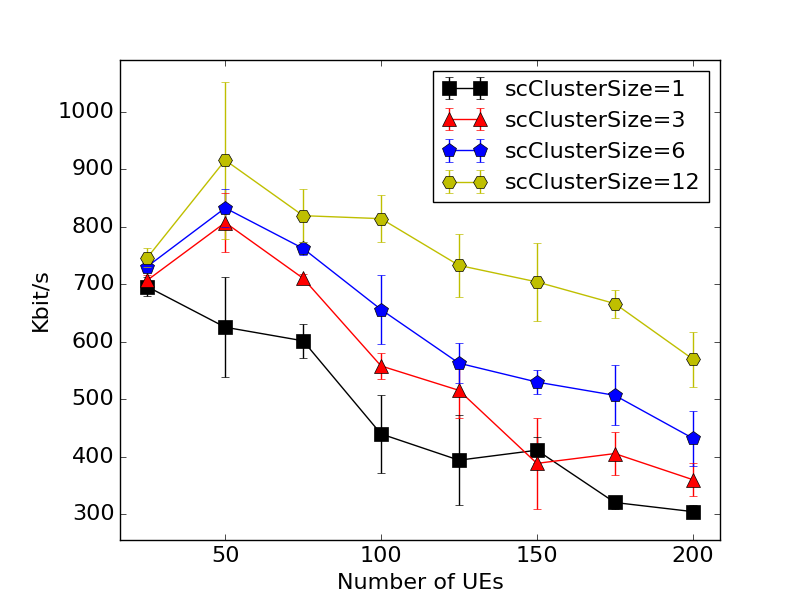 scClusterSize=1
scClusterSize=3
scClusterSize=6
scClusterSize=12
1000
900
800
700
600
500
400
300
Kbit/s
50 100 150 200
Number of UEs